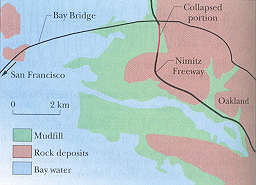 Bay Bridge
Collapsed
portion
San Francisco
Nimitz
Freeway
0 2 km
Oakland
Mudfill
Rock deposits
Bay water